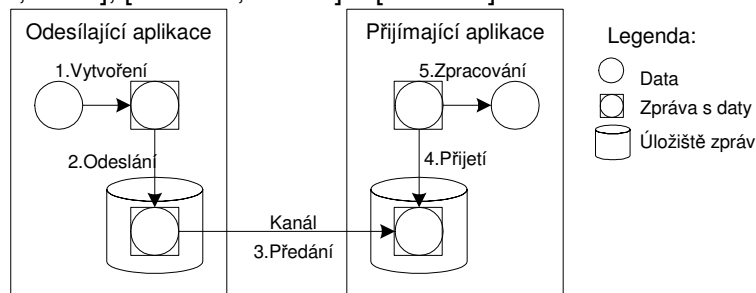 Odesílající aplikace
Přijímající aplikace
1.Vytvoření
5.Zpracování
2.Odeslání
4.Přijetí
Kanál
3.Předání
Legenda:
Data
Zpráva s daty
Úložiště zpráv